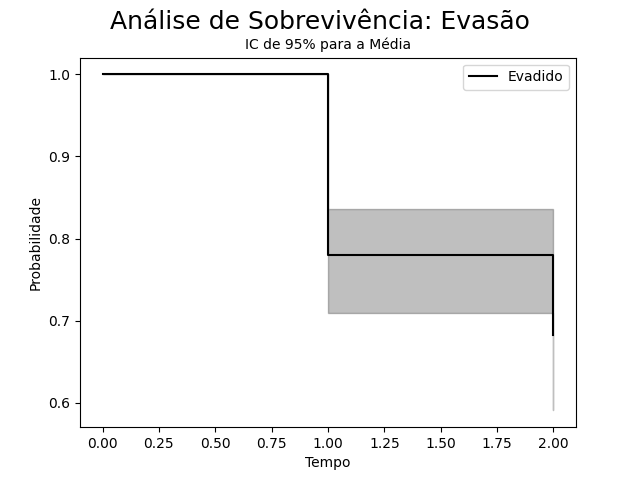 Análise de Sobrevivência: Evasão
IC de 95% para a Média
Evadido
1.0
0.9
0.8
0.7
0.6
Probabilidade
0.00 0.25 0.50 0.75 1.00 1.25 1.50 1.75 2.00
Tempo